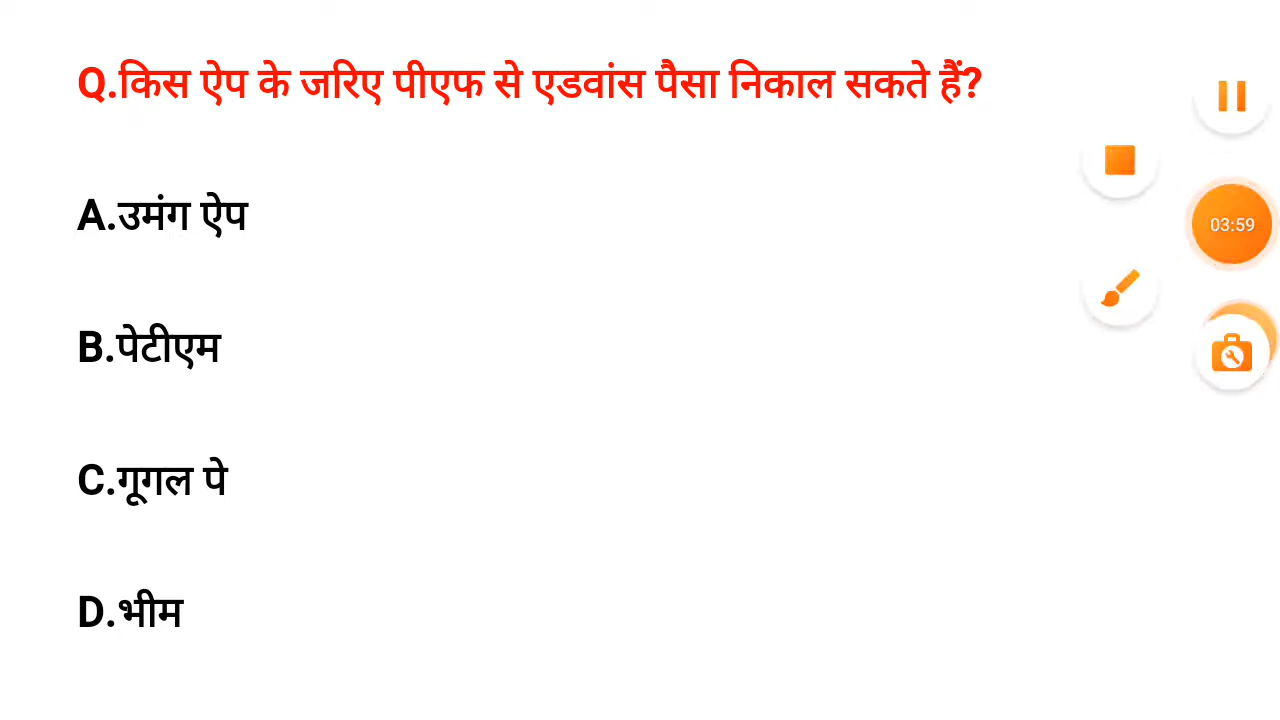 Q.किस ऐप के जरिए पीएफ से एडवांस पैसा निकाल सकते हैं?
A.उमंग ऐप
B.पेटीएम
C.गूगल पे
D.भीम
03:59